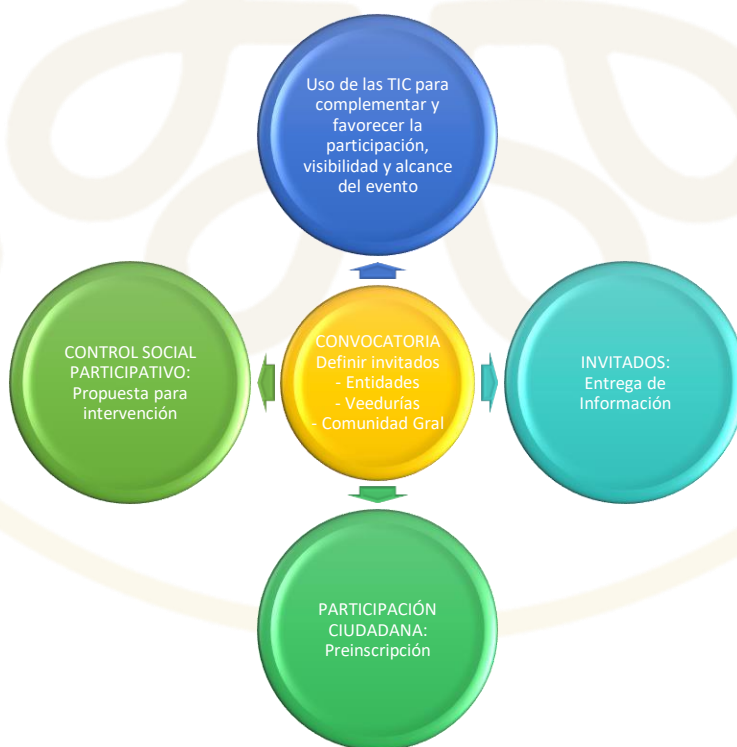 Uso de las TIC para
complementar y
favorecer la
participación,
visibilidad y alcance
del evento
CONTROL SOCIAL
PARTICIPATIVO:
Propuesta para
intervención
CONVOCATORIA
Definir invitados
- Entidades
- Veedurías
- Comunidad Gral
INVITADOS:
Entrega de
Información
PARTICIPACIÓN
CIUDADANA:
Preinscripción